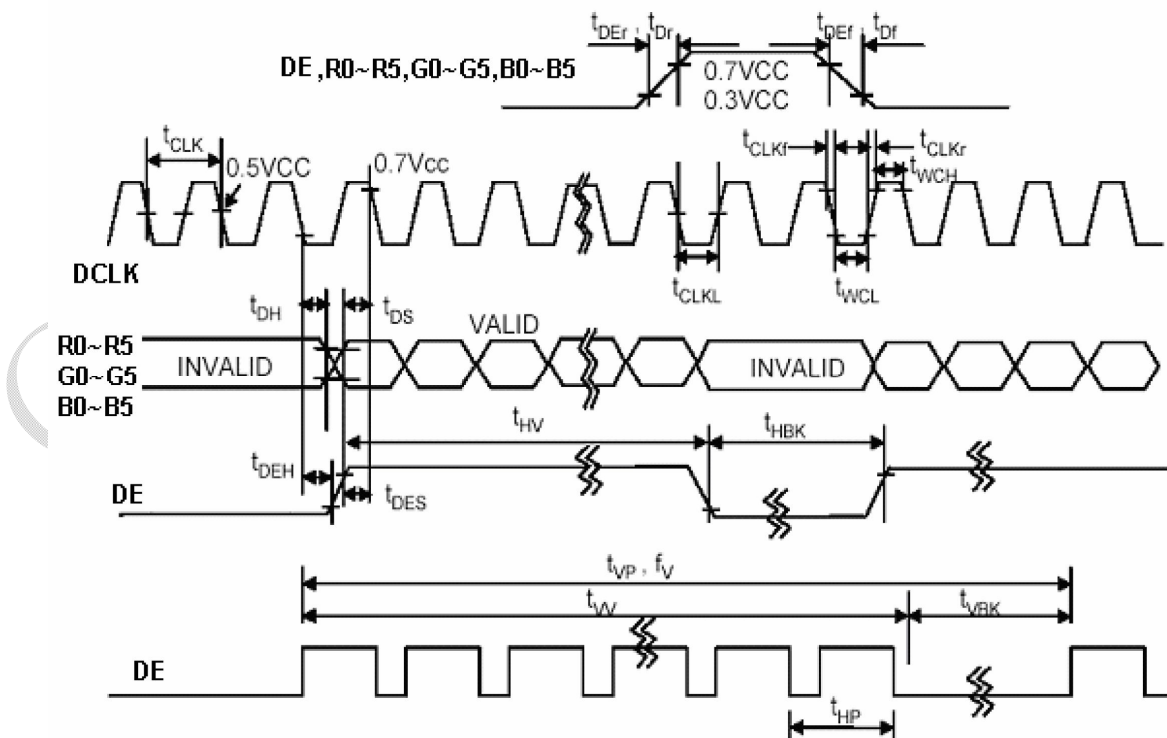 tDEr , tDr
tDEf , tDf
DE ,R0~R5,G0~G5,B0~B5
0.7VCC
0.3VCC
tCLK
0.5VCC
0.7Vcc
tCLKf
tCLKr
tWCH
DCLK
tCLKL
tWCL
tDH
tDS
VALID
R0~R5
G0~G5
B0~B5
INVALID
INVALID
tHV
tHBK
tDEH
tDES
DE
tVP , fV
tVV
tVBK
DE
tHP